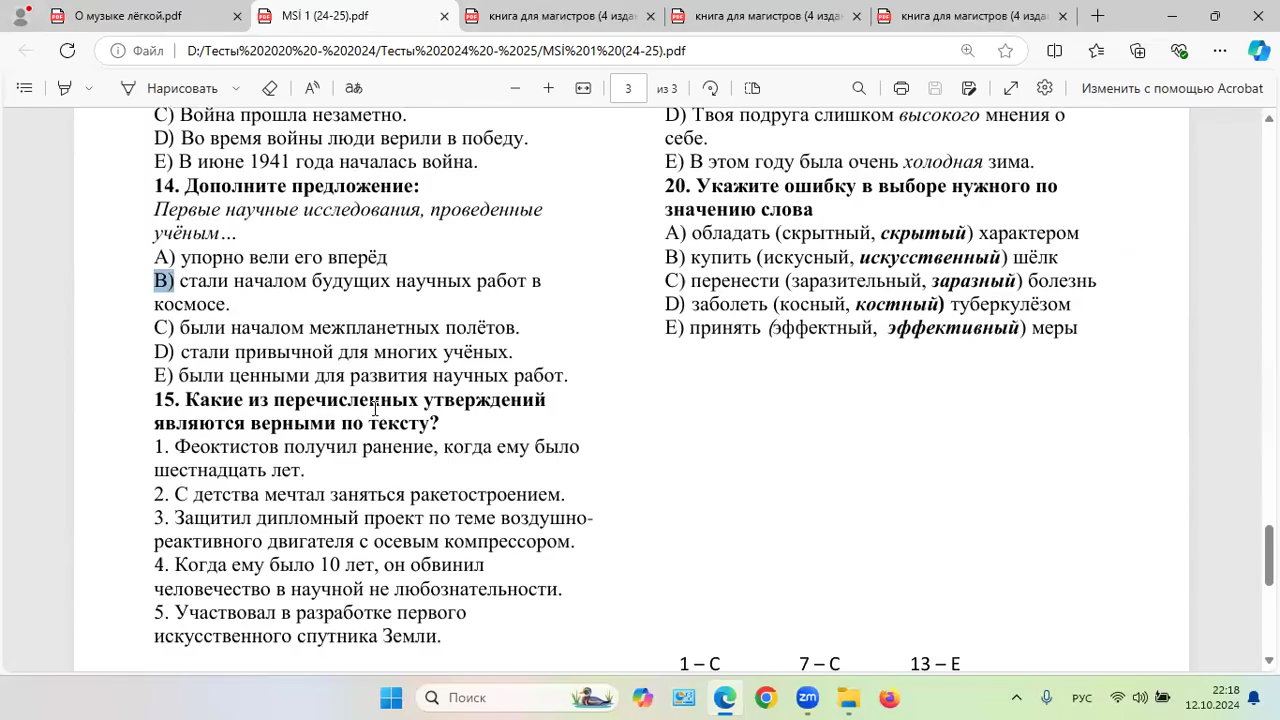 О музыке лёгкой.pdf
MSİ 1 (24-25).pdf
книга для магистров (4 издан
книга для магистров (4 издан
книга для магистров (4 издан
Файл
D:/Тесты%202020%20-%202024/Тесты%202024%20-%2025/MSİ%201%20(24-25).pdf
Нарисовать
3
из 3
Изменить с помощью Acrobat
C) Война прошла незаметно.
D) Во время войны люди верили в победу.
E) В июне 1941 года началась война.
14. Дополните предложение:
Первые научные исследования, проведенные
учёным…
A) упорно вели его вперёд
B) стали началом будущих научных работ в
космосе.
C) были началом межпланетных полётов.
D) стали привычной для многих учёных.
E) были ценными для развития научных работ.
15. Какие из перечисленных утверждений
являются верными по тексту?
1. Феоктистов получил ранение, когда ему было
шестнадцать лет.
2. С детства мечтал заняться ракетостроением.
3. Защитил дипломный проект по теме воздушно-
реактивного двигателя с осевым компрессором.
4. Когда ему было 10 лет, он обвинил
человечество в научной не любознательности.
5. Участвовал в разработке первого
искусственного спутника Земли.
D) Твоя подруга слишком высокого мнения о
себе.
E) В этом году была очень холодная зима.
20. Укажите ошибку в выборе нужного по
значению слова
A) обладать (скрытный, скрытый) характером
B) купить (искусный, искусственный) шёлк
C) перенести (заразительный, заразный) болезнь
D) заболеть (косный, костный) туберкулёзом
E) принять (эффектный, эффективный) меры
1 – C
7 – C
13 – E
Поиск
РУС
22:18
12.10.2024